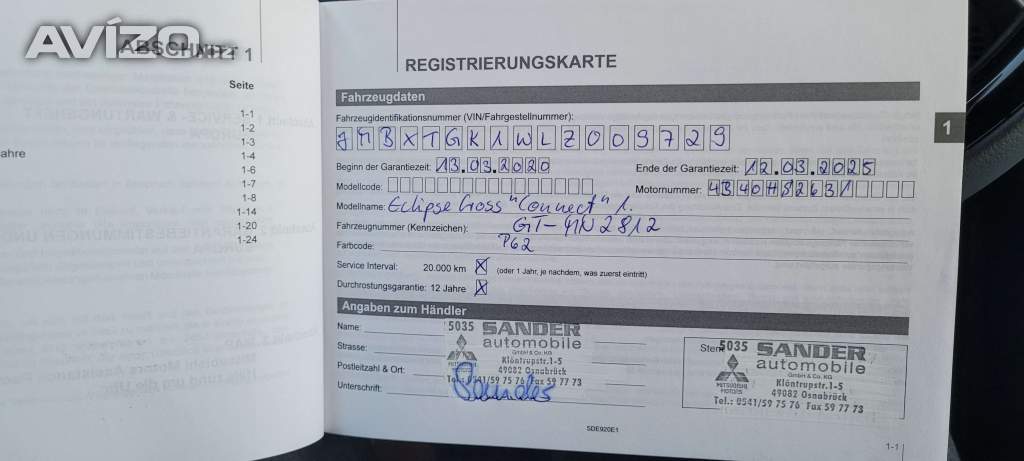 AVÍZO.cz
ABSCHNITT 1
Seite
1-1
1-2
1-3
1-4
1-6
1-7
1-8
1-14
1-20
1-24
ahre
REGISTRIERUNGSKARTE
1
Fahrzeugdaten
Fahrzeugidentifikationsnummer (VIN/Fahrgestellnummer):
JMBXTGK1WLZ009729
Beginn der Garantiezeit: 13.03.2020 Ende der Garantiezeit: 12.03.2025
Modellcode: Motornummer: 4B40H82631
Modellname: Eclipse Cross "Connect" 1.
Fahrzeugnummer (Kennzeichen): GT-MN2812
Farbcode: P62
Service Interval: 20.000 km X (oder 1 Jahr, je nachdem, was zuerst eintritt)
Durchrostungsgarantie: 12 Jahre X
Angaben zum Händler
Name:
Strasse:
Postleizahl & Ort:
Unterschrift:
5035 SANDER
automobile
GmbH & Co. KG
Klöntrupstr.1-5
49082 Osnabrück
Tel.: 0541/59 75 76 Fax 59 77 73
Stem
5035 SANDER
automobile
GmbH & Co. KG
MITSUBISHI
MOTORS
Klöntrupstr.1-5
49082 Osnabrück
Tel.: 0541/59 75 76 Fax 59 77 73
SDE920E1
1-1